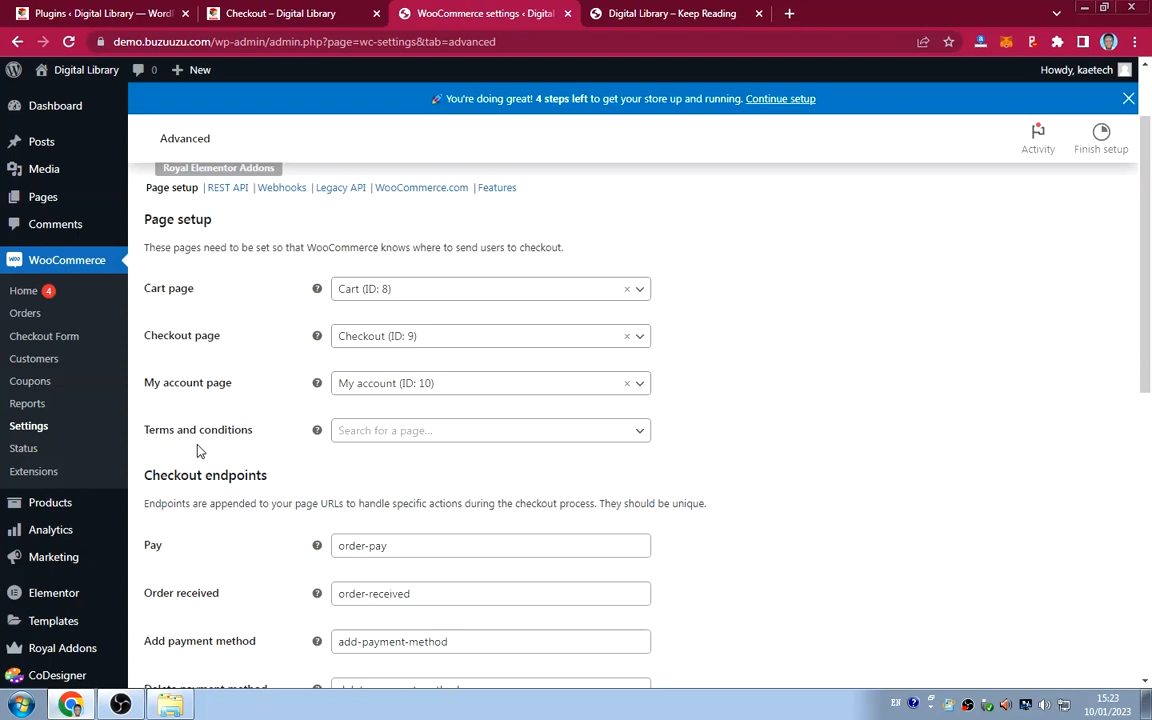 Plugins ‹ Digital Library — WordP
Checkout – Digital Library
WooCommerce settings ‹ Digital
Digital Library – Keep Reading
demo.buzuuzu.com/wp-admin/admin.php?page=wc-settings&tab=advanced
Digital Library
0
New
Howdy, kaetech
Dashboard
Posts
Media
Pages
Comments
WooCommerce
Home 4
Orders
Checkout Form
Customers
Coupons
Reports
Settings
Status
Extensions
Products
Analytics
Marketing
Elementor
Templates
Royal Addons
CoDesigner
You're doing great! 4 steps left to get your store up and running. Continue setup
Advanced
Activity
Finish setup
Royal Elementor Addons
Page setup | REST API | Webhooks | Legacy API | WooCommerce.com | Features
Page setup
These pages need to be set so that WooCommerce knows where to send users to checkout.
Cart page
Cart (ID: 8)
Checkout page
Checkout (ID: 9)
My account page
My account (ID: 10)
Terms and conditions
Search for a page...
Checkout endpoints
Endpoints are appended to your page URLs to handle specific actions during the checkout process. They should be unique.
Pay
order-pay
Order received
order-received
Add payment method
add-payment-method
Delete payment method
EN
15:23
10/01/2023